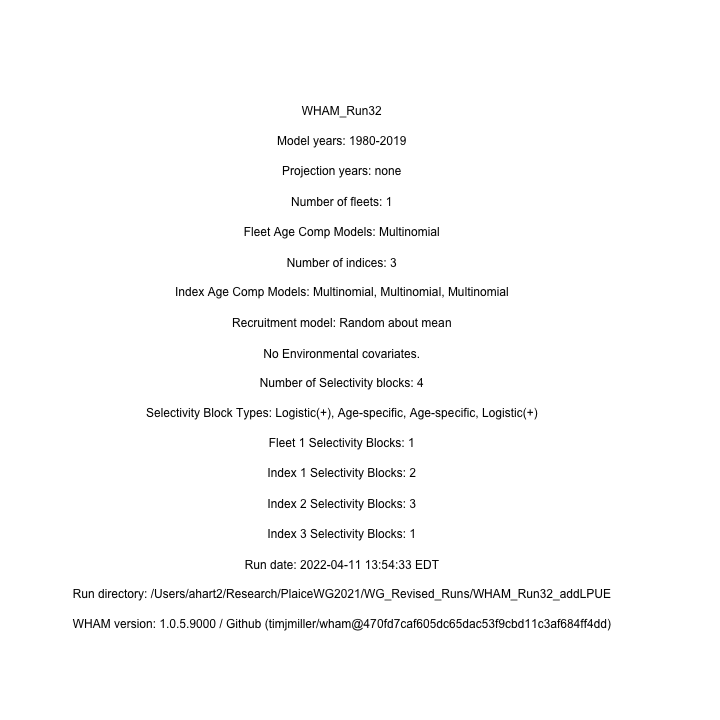 WHAM_Run32
Model years: 1980-2019
Projection years: none
Number of fleets: 1
Fleet Age Comp Models: Multinomial
Number of indices: 3
Index Age Comp Models: Multinomial, Multinomial, Multinomial
Recruitment model: Random about mean
No Environmental covariates.
Number of Selectivity blocks: 4
Selectivity Block Types: Logistic(+), Age-specific, Age-specific, Logistic(+)
Fleet 1 Selectivity Blocks: 1
Index 1 Selectivity Blocks: 2
Index 2 Selectivity Blocks: 3
Index 3 Selectivity Blocks: 1
Run date: 2022-04-11 13:54:33 EDT
Run directory: /Users/ahart2/Research/PlaiceWG2021/WG_Revised_Runs/WHAM_Run32_addLPUE
WHAM version: 1.0.5.9000 / Github (timjmiller/wham@470fd7caf605dc65dac53f9cbd11c3af684ff4dd)